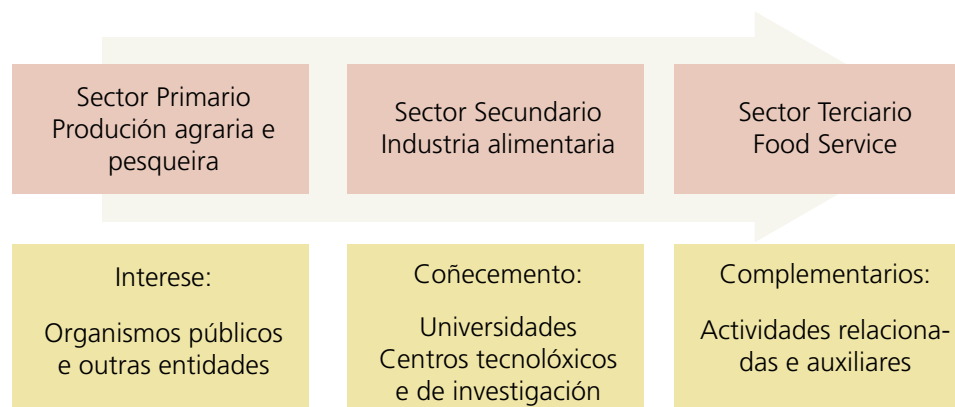 Sector Primario
Produción agraria e
pesqueira
Sector Secundario
Industria alimentaria
Sector Terciario
Food Service
Interese:
Organismos públicos
e outras entidades
Coñecemento:
Universidades
Centros tecnolóxicos
e de investigación
Complementarios:
Actividades relaciona-
das e auxiliares